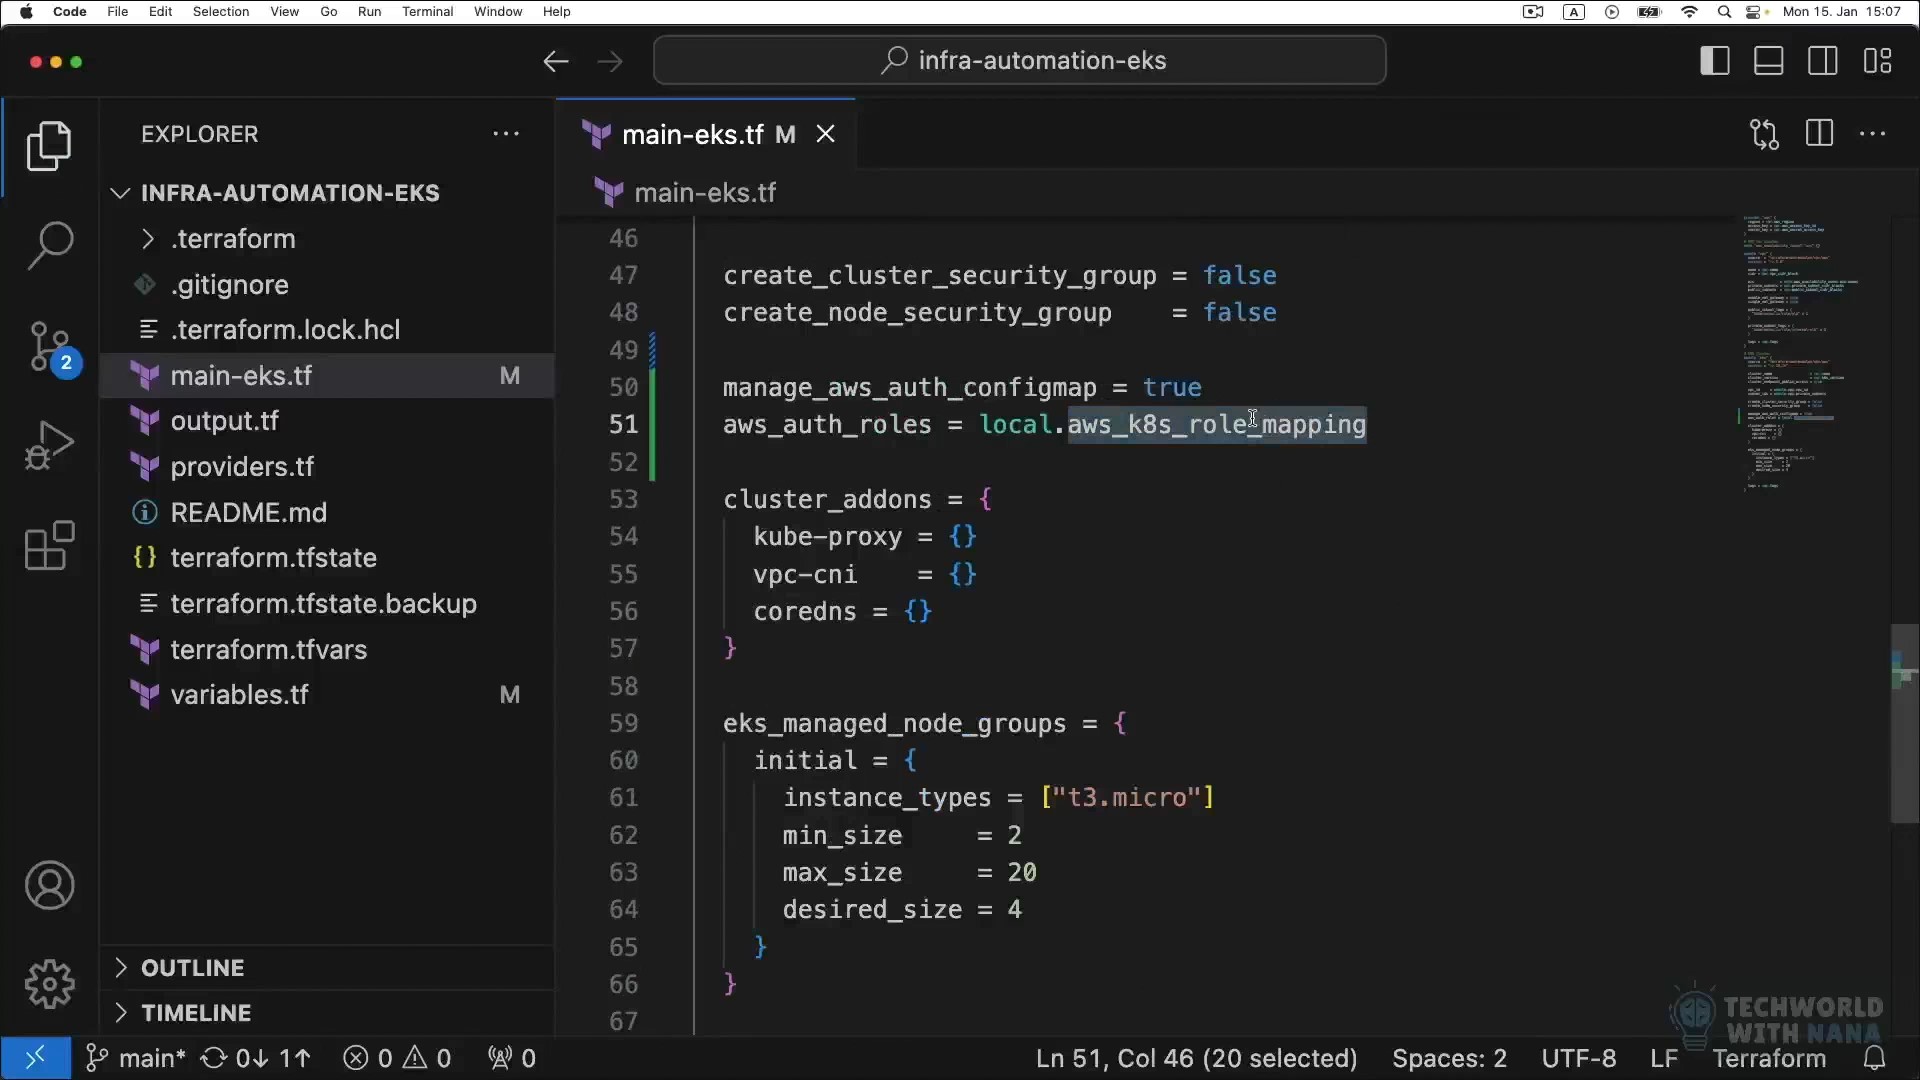 Code File Edit Selection View Go Run Terminal Window Help
A
Mon 15. Jan 15:07
infra-automation-eks
EXPLORER
INFRA-AUTOMATION-EKS
.terraform
.gitignore
.terraform.lock.hcl
main-eks.tf M
output.tf
providers.tf
README.md
terraform.tfstate
terraform.tfstate.backup
terraform.tfvars
variables.tf M
2
OUTLINE
TIMELINE
main-eks.tf M
main-eks.tf
46
47 create_cluster_security_group = false
48 create_node_security_group = false
49
50 manage_aws_auth_configmap = true
51 aws_auth_roles = local.aws_k8s_role_mapping
52
53 cluster_addons = {
54 kube-proxy = {}
55 vpc-cni = {}
56 coredns = {}
57 }
58
59 eks_managed_node_groups = {
60 initial = {
61 instance_types = ["t3.micro"]
62 min_size = 2
63 max_size = 20
64 desired_size = 4
65 }
66 }
67
TECHWORLD
WITH NANA
main* 0↓ 1↑ 0 0 0 Ln 51, Col 46 (20 selected) Spaces: 2 UTF-8 LF Terraform